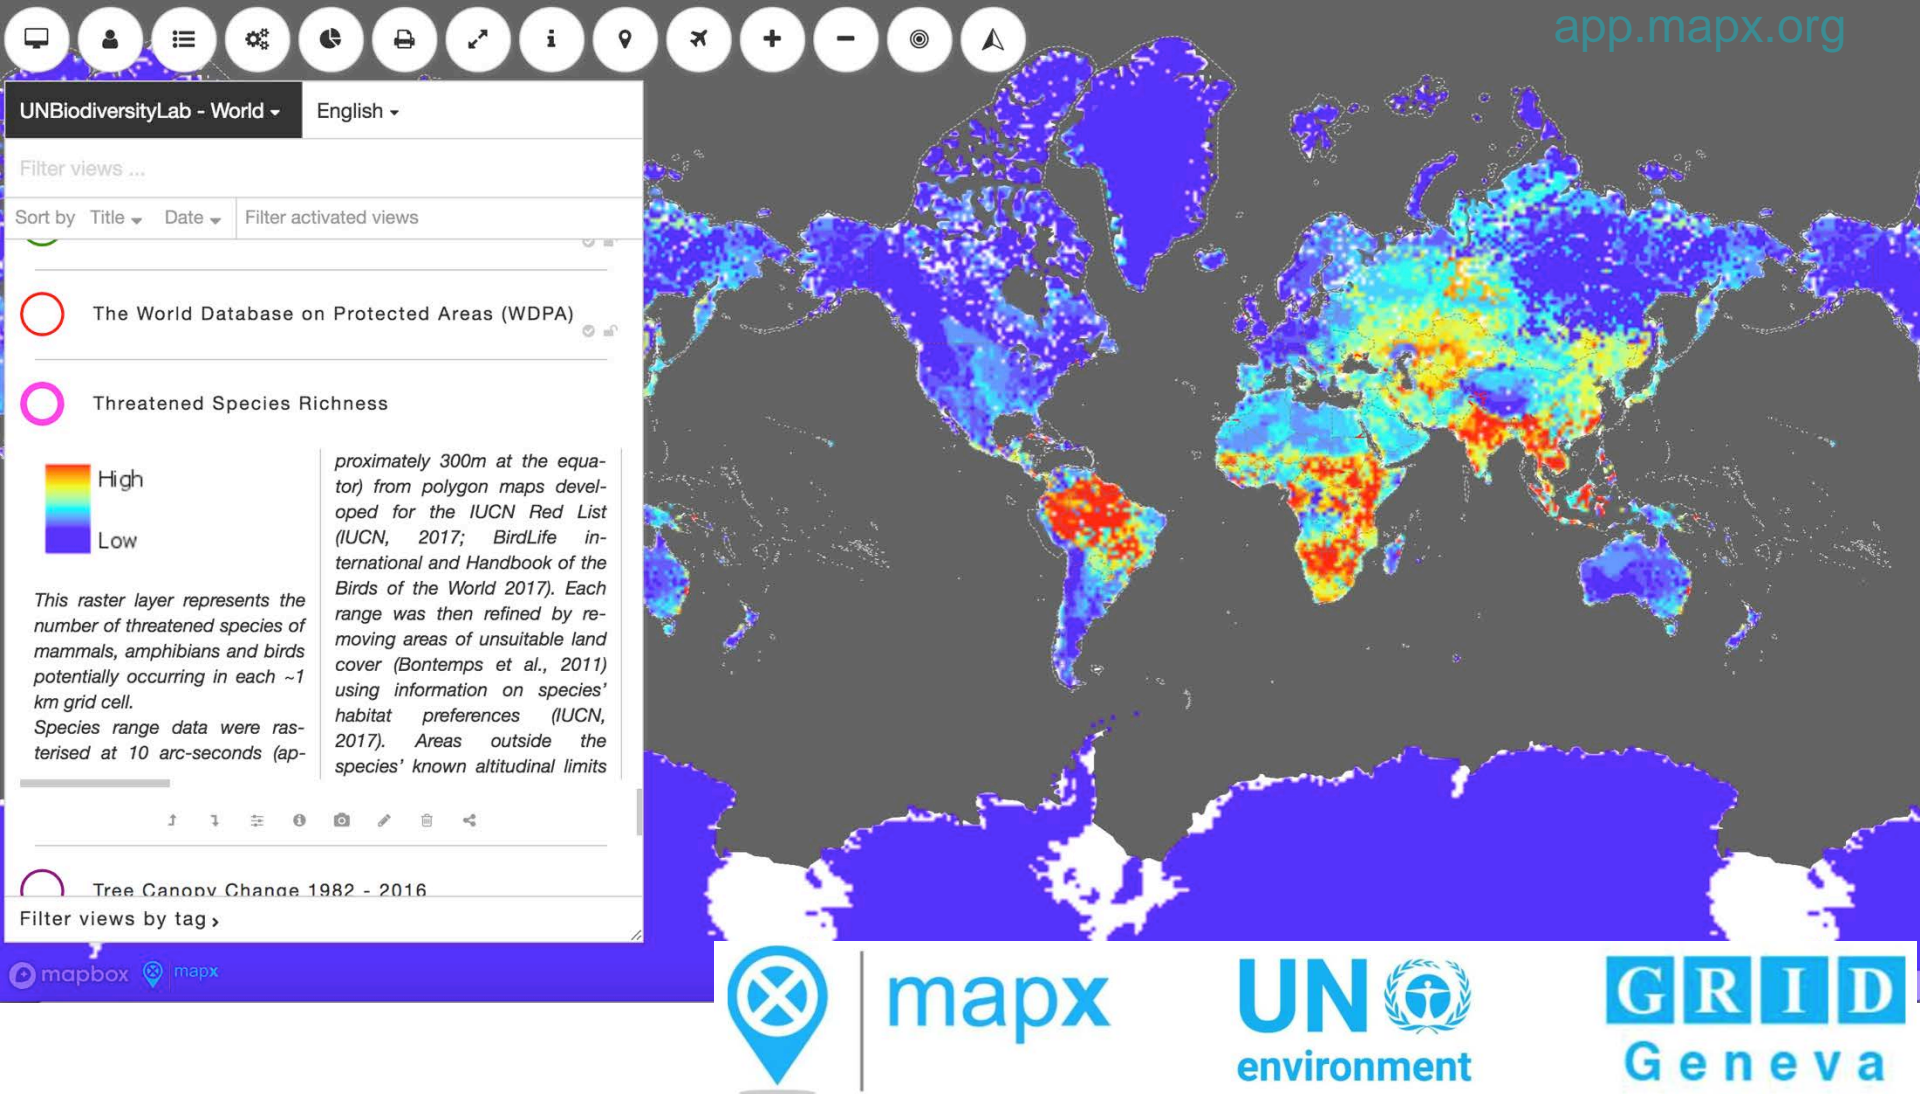 app.mapx.org
UNBiodiversityLab - World
English
Filter views ...
Sort by Title Date Filter activated views
The World Database on Protected Areas (WDPA)
Threatened Species Richness
High
Low
This raster layer represents the
number of threatened species of
mammals, amphibians and birds
potentially occurring in each ~1
km grid cell.
Species range data were ras-
terised at 10 arc-seconds (ap-
proximately 300m at the equa-
tor) from polygon maps devel-
oped for the IUCN Red List
(IUCN, 2017; BirdLife in-
ternational and Handbook of the
Birds of the World 2017). Each
range was then refined by re-
moving areas of unsuitable land
cover (Bontemps et al., 2011)
using information on species'
habitat preferences (IUCN,
2017). Areas outside the
species' known altitudinal limits
Tree Canopy Change 1982 - 2016
Filter views by tag ›
mapbox mapx
mapx
UN
environment
GRID
Geneva